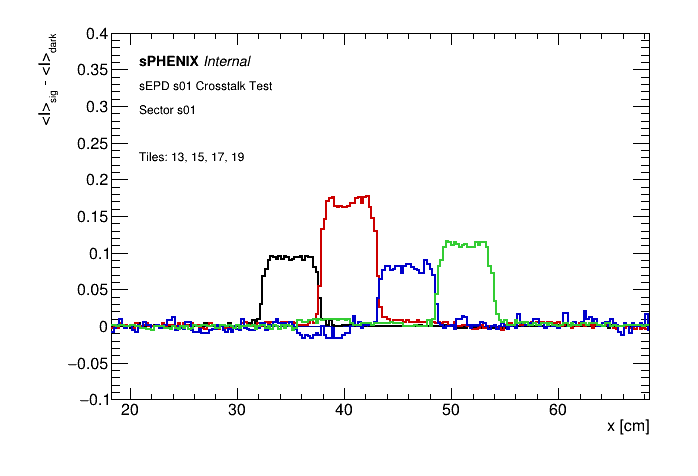 <I>sig - <I>dark
0.4
0.35
0.3
0.25
0.2
0.15
0.1
0.05
0
−0.05
−0.1
sPHENIX Internal
sEPD s01 Crosstalk Test
Sector s01
Tiles: 13, 15, 17, 19
20 30 40 50 60
x [cm]